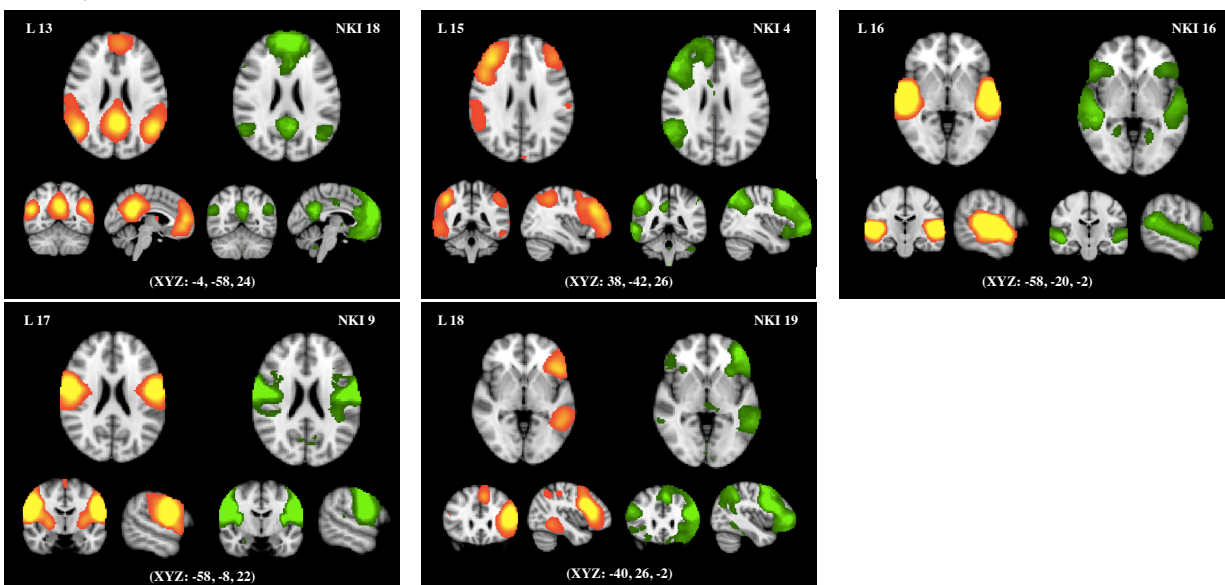 L 13
NKI 18
(XYZ: -4, -58, 24)
L 15
NKI 4
(XYZ: 38, -42, 26)
L 16
NKI 16
(XYZ: -58, -20, -2)
L 17
NKI 9
(XYZ: -58, -8, 22)
L 18
NKI 19
(XYZ: -40, 26, -2)